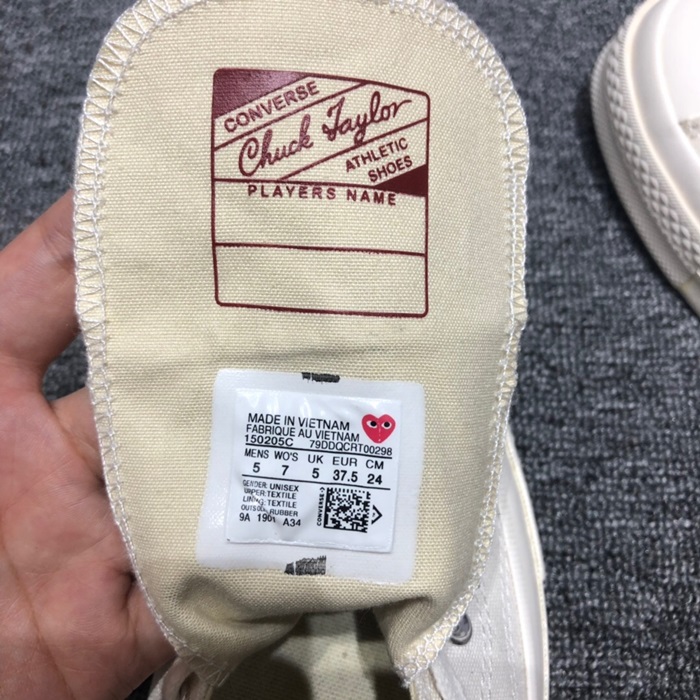 CONVERSE
Chuck Taylor
ATHLETIC
SHOES
PLAYERS NAME
MADE IN VIETNAM
FABRIQUE AU VIETNAM
150205C 79DDQCRT00298
MENS WO'S UK EUR CM
5 7 5 37.5 24
GENDER: UNISEX
UPPER:TEXTILE
LINING: TEXTILE
OUTSOLE: RUBBER
9A 1901 A34
CONVERSE